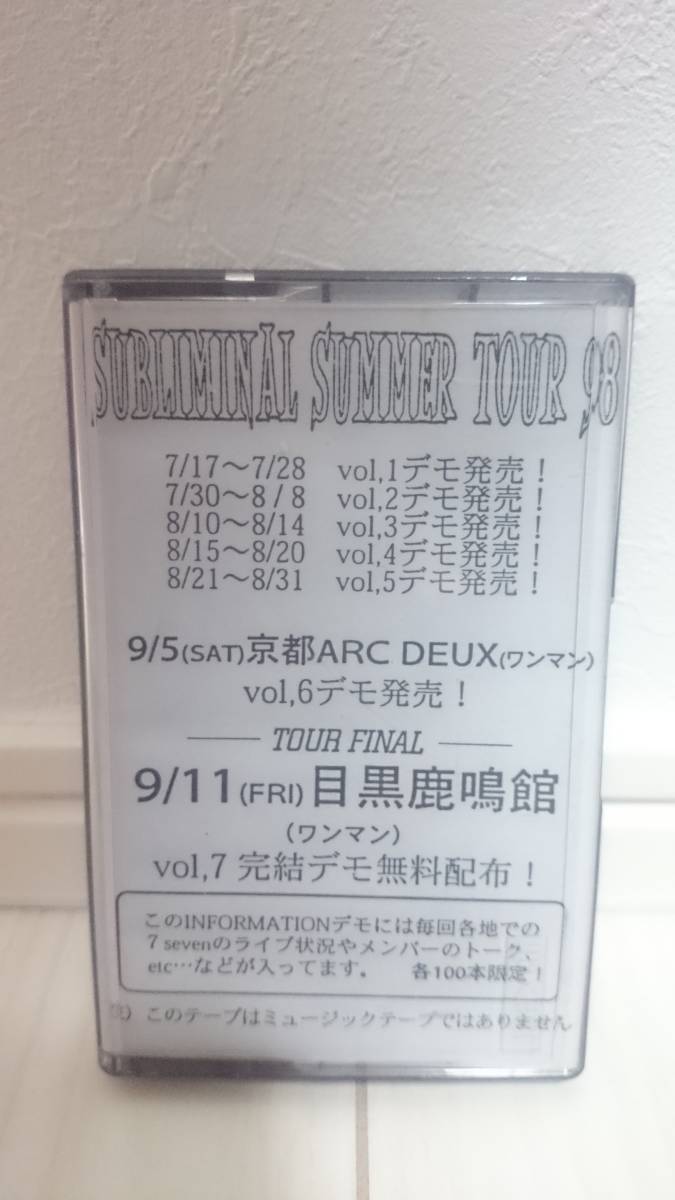 SUBLIMINAL SUMMER TOUR 98
7/17～7/28 vol,1デモ発売！
7/30～8/8 vol,2デモ発売！
8/10～8/14 vol,3デモ発売！
8/15～8/20 vol,4デモ発売！
8/21～8/31 vol,5デモ発売！
9/5(SAT)京都ARC DEUX(ワンマン)
vol,6デモ発売！
TOUR FINAL
9/11(FRI)目黒鹿鳴館
(ワンマン)
vol,7 完結デモ無料配布！
このINFORMATIONデモには毎回各地での
7 sevenのライブ状況やメンバーのトーク、
etc…などが入ってます。 各100本限定！
注）このテープはミュージックテープではありません